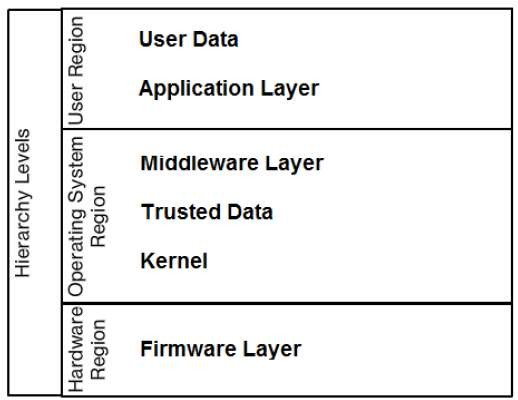 Hierarchy Levels
User Region
User Data
Application Layer
Operating System
Region
Middleware Layer
Trusted Data
Kernel
Hardware
Region
Firmware Layer